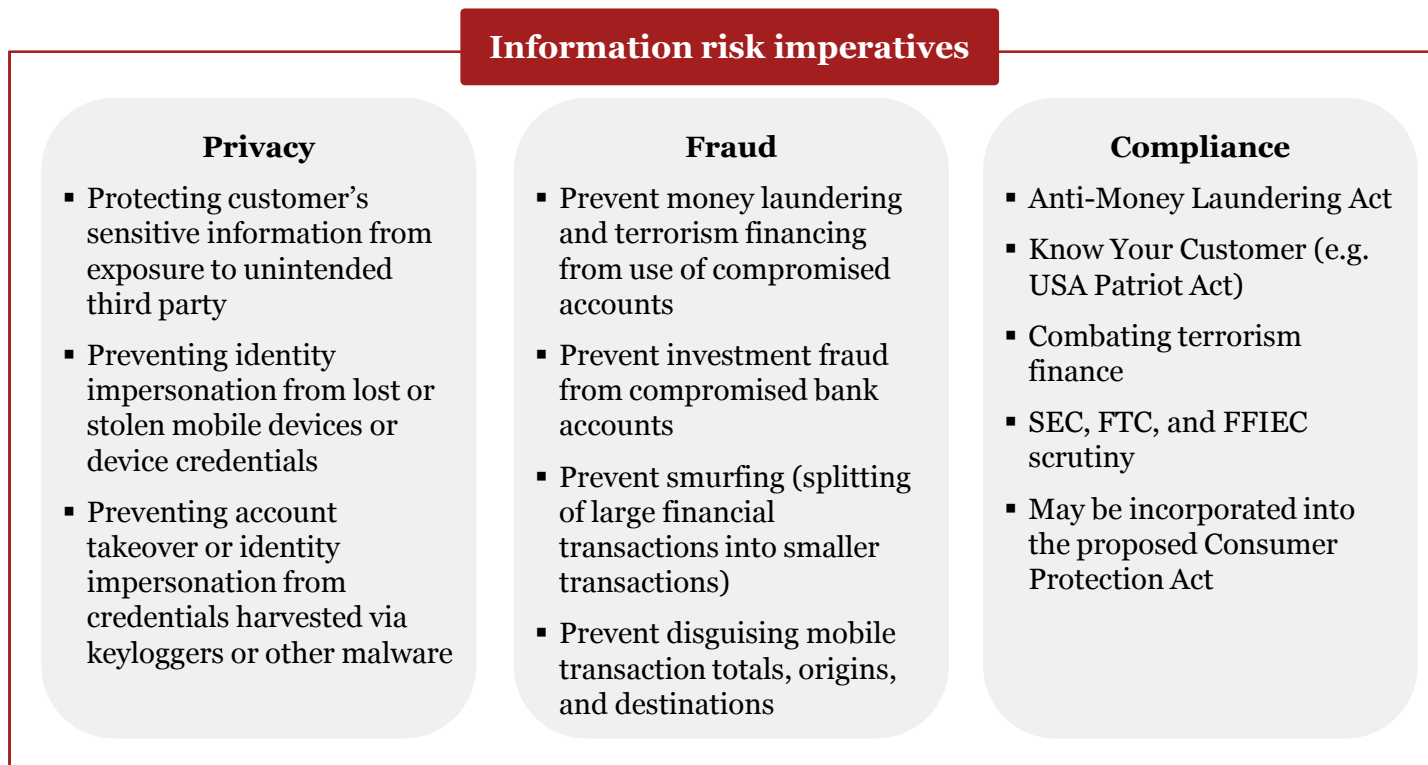 Information risk imperatives
Privacy
▪ Protecting customer’s
sensitive information from
exposure to unintended
third party
▪ Preventing identity
impersonation from lost or
stolen mobile devices or
device credentials
▪ Preventing account
takeover or identity
impersonation from
credentials harvested via
keyloggers or other malware
Fraud
▪ Prevent money laundering
and terrorism financing
from use of compromised
accounts
▪ Prevent investment fraud
from compromised bank
accounts
▪ Prevent smurfing (splitting
of large financial
transactions into smaller
transactions)
▪ Prevent disguising mobile
transaction totals, origins,
and destinations
Compliance
▪ Anti-Money Laundering Act
▪ Know Your Customer (e.g.
USA Patriot Act)
▪ Combating terrorism
finance
▪ SEC, FTC, and FFIEC
scrutiny
▪ May be incorporated into
the proposed Consumer
Protection Act